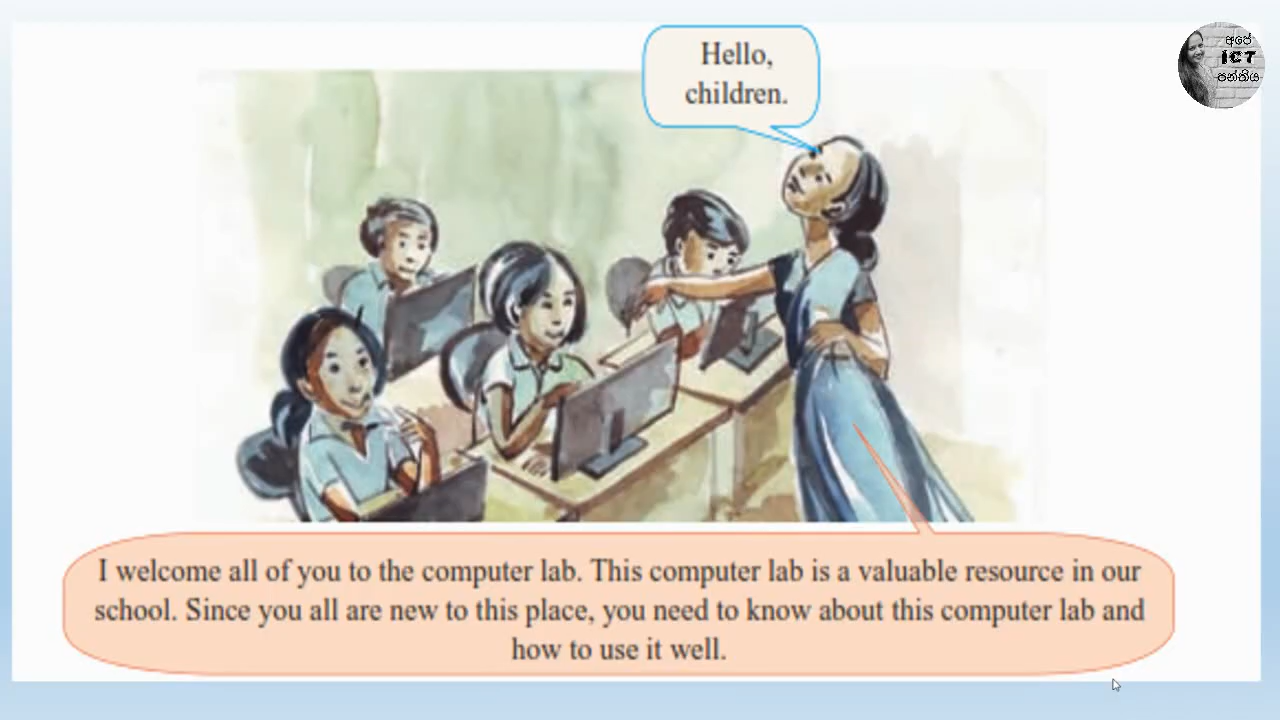 Hello,
children.
අපේ
iCT
පන්තිය
I welcome all of you to the computer lab. This computer lab is a valuable resource in our
school. Since you all are new to this place, you need to know about this computer lab and
how to use it well.